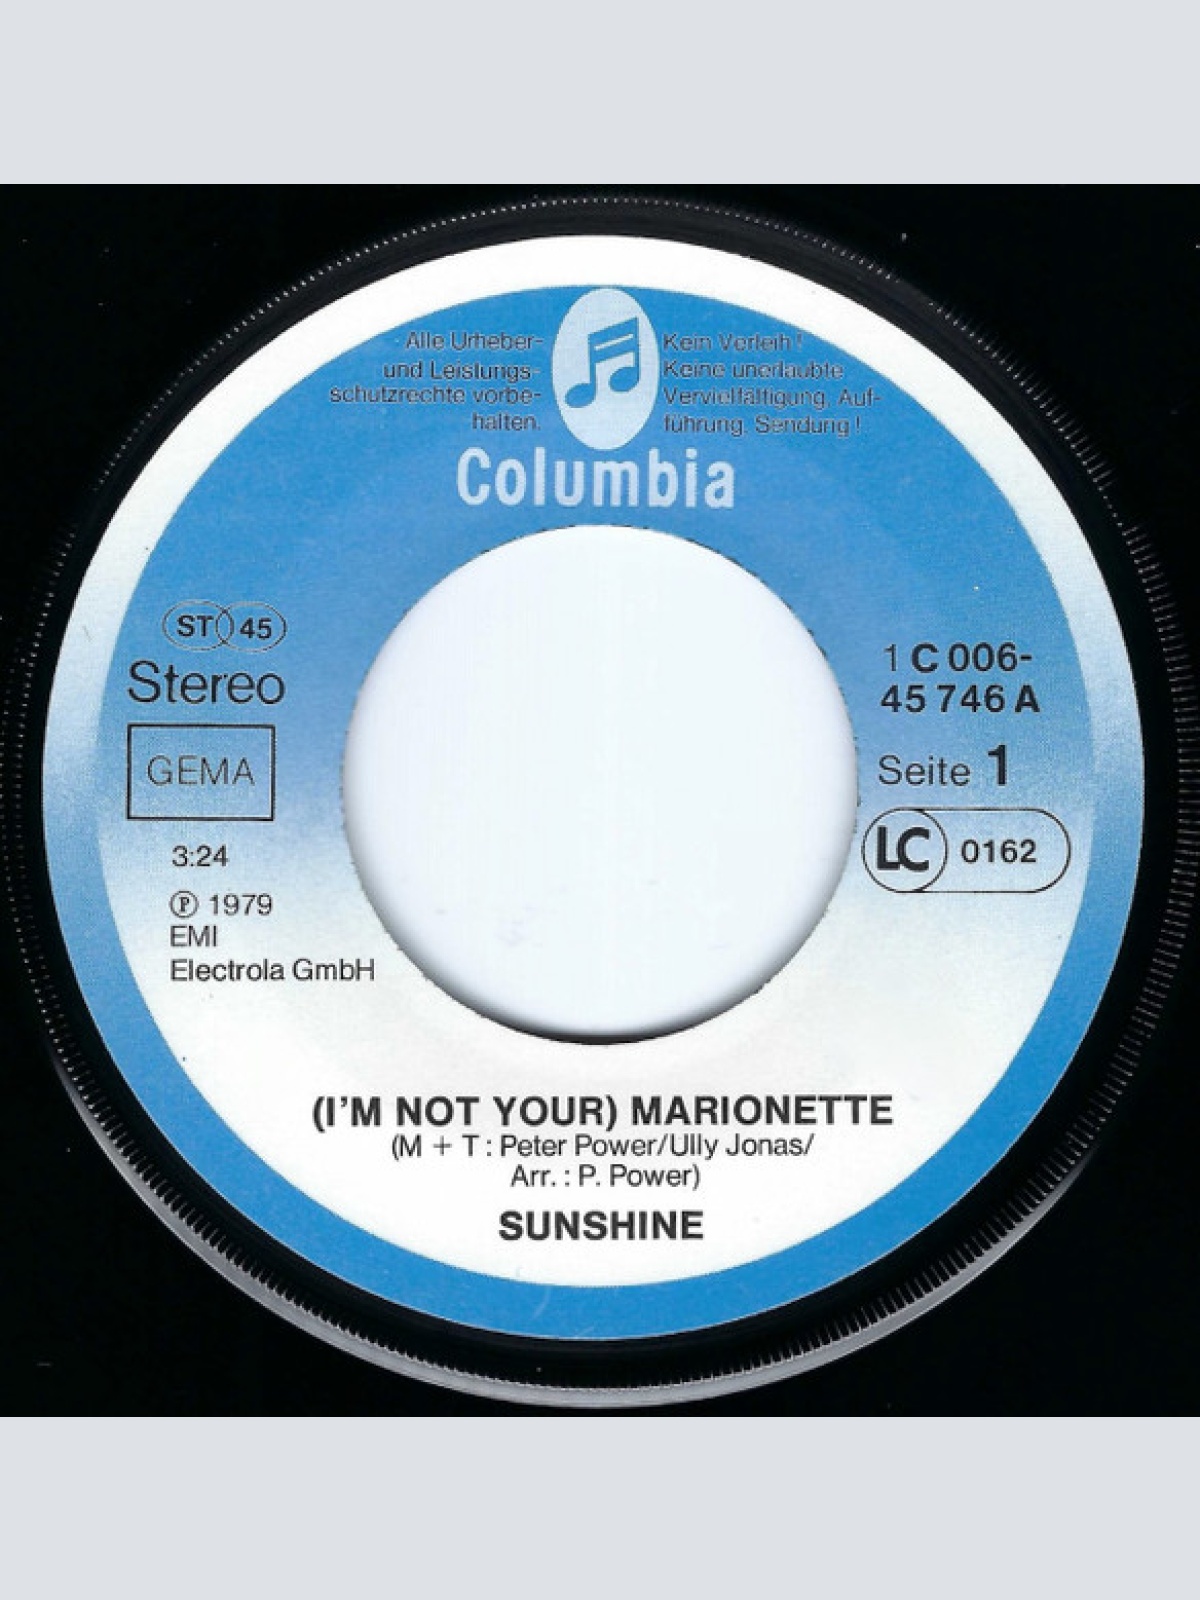 Alle Urheber-
und Leistungs-
schutzrechte vorbe-
halten.
Kein Verleih!
Keine unerlaubte
Vervielfältigung, Auf-
führung, Sendung!
Columbia
ST 45
Stereo
GEMA
3:24
℗ 1979
EMI
Electrola GmbH
1 C 006-
45 746 A
Seite 1
LC 0162
(I'M NOT YOUR) MARIONETTE
(M + T : Peter Power/Ully Jonas/
Arr. : P. Power)
SUNSHINE